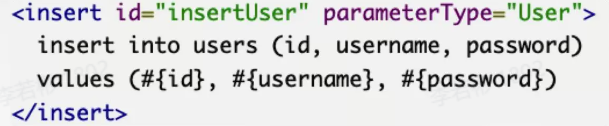 <insert id="insertUser" parameterType="User">
  insert into users (id, username, password)
  values (#{id}, #{username}, #{password})
</insert>